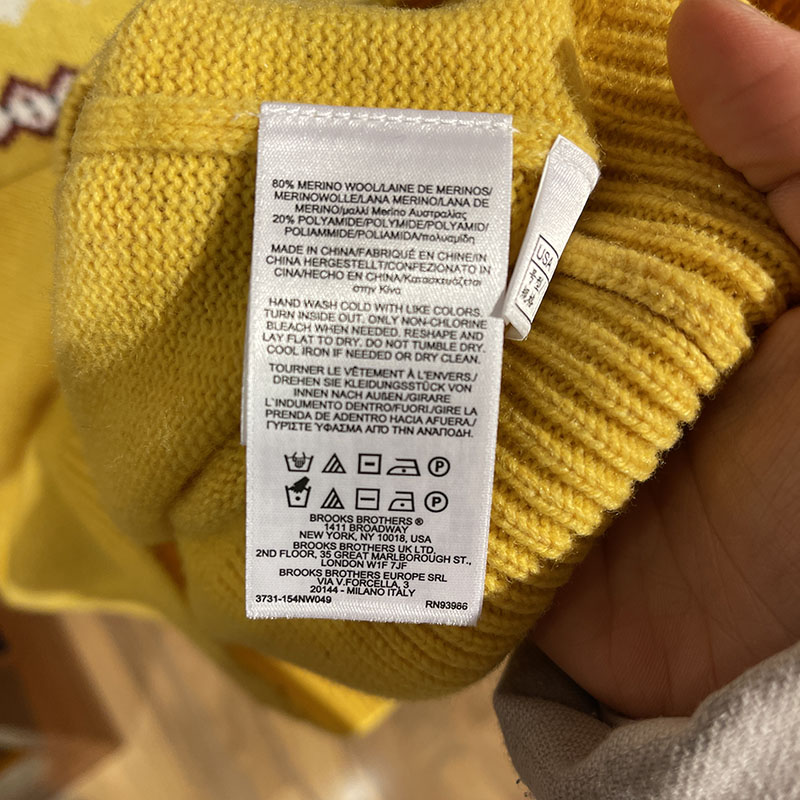 80% MERINO WOOL/LAINE DE MERINOS/
MERINOWOLLE/LANA MERINO/LANA DE
MERINO/μαλλί Merino Αυστραλίας
20% POLYAMIDE/POLYMIDE/POLYAMID/
POLIAMMIDE/POLIAMIDA/πολυαμίδη
MADE IN CHINA/FABRIQUÉ EN CHINE/IN
CHINA HERGESTELLT/CONFEZIONATO IN
CINA/HECHO EN CHINA/Κατασκευάζεται
στην Κίνα
HAND WASH COLD WITH LIKE COLORS.
TURN INSIDE OUT. ONLY NON-CHLORINE
BLEACH WHEN NEEDED. RESHAPE AND
LAY FLAT TO DRY. DO NOT TUMBLE DRY.
COOL IRON IF NEEDED OR DRY CLEAN.
TOURNER LE VÊTEMENT À L'ENVERS./
DREHEN SIE KLEIDUNGSSTÜCK VON
INNEN NACH AUßEN./GIRARE
L`INDUMENTO DENTRO/FUORI./GIRE LA
PRENDA DE ADENTRO HACIA AFUERA./
ΓΥΡΙΣΤΕ ΎΦΑΣΜΑ ΑΠΌ ΤΗΝ ΑΝΆΠΟΔΗ.
P
P
BROOKS BROTHERS ®
1411 BROADWAY
NEW YORK, NY 10018, USA
BROOKS BROTHERS UK LTD.
2ND FLOOR, 35 GREAT MARLBOROUGH ST.,
LONDON W1F 7JF
BROOKS BROTHERS EUROPE SRL
VIA V.FORCELLA, 3
20144 - MILANO ITALY
3731-154NW049 RN93986
USA